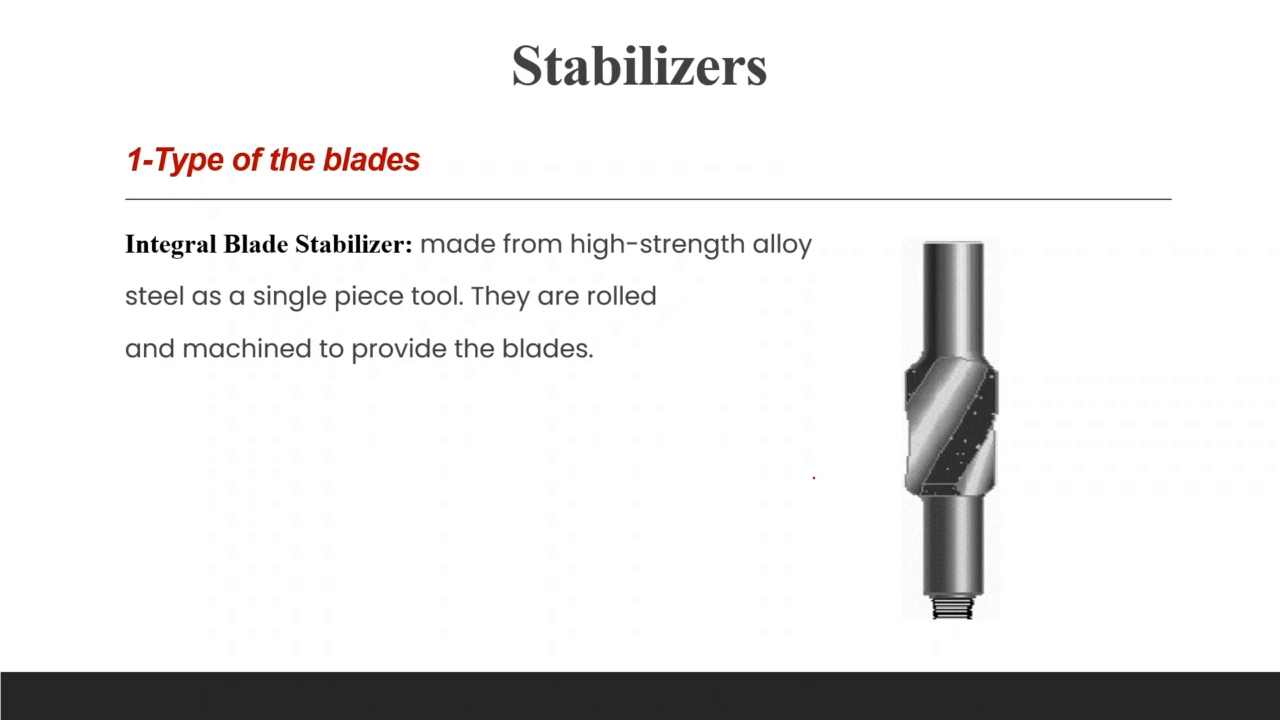 Stabilizers
1-Type of the blades
Integral Blade Stabilizer: made from high-strength alloy
steel as a single piece tool. They are rolled
and machined to provide the blades.